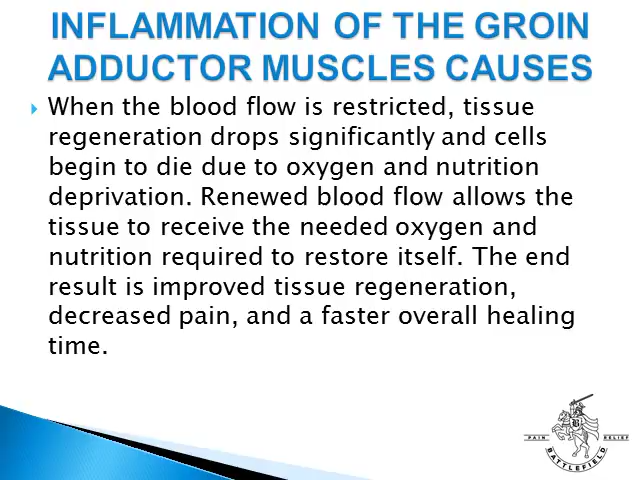 INFLAMMATION OF THE GROIN
ADDUCTOR MUSCLES CAUSES
When the blood flow is restricted, tissue
regeneration drops significantly and cells
begin to die due to oxygen and nutrition
deprivation. Renewed blood flow allows the
tissue to receive the needed oxygen and
nutrition required to restore itself. The end
result is improved tissue regeneration,
decreased pain, and a faster overall healing
time.
B
PAIN RELIEF
BATTLEFIELD